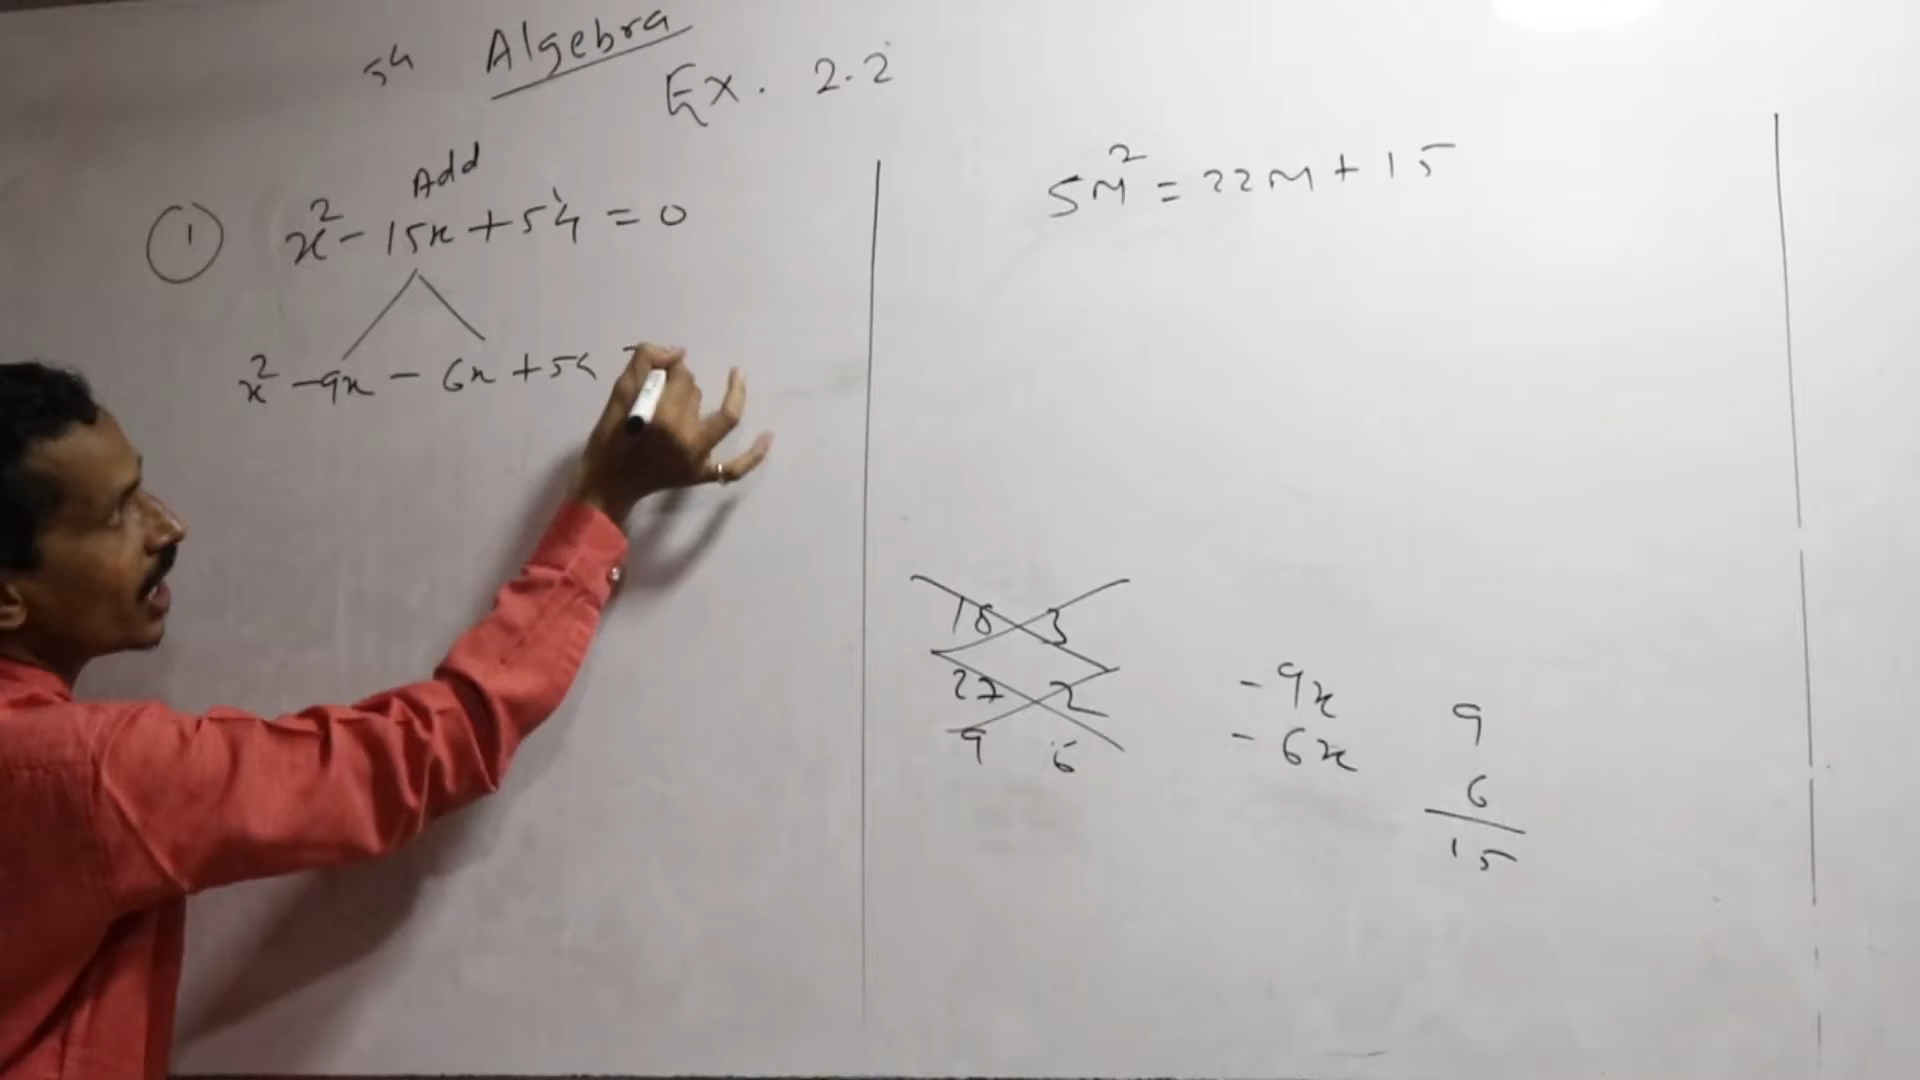 54 Algebra
Ex. 2.2
Add
① x² - 15x + 54 = 0
x² - 9x - 6x + 54 =
5m² = 22m + 15
18 3
27 2
9 6
- 9x
- 6x
9
6
15